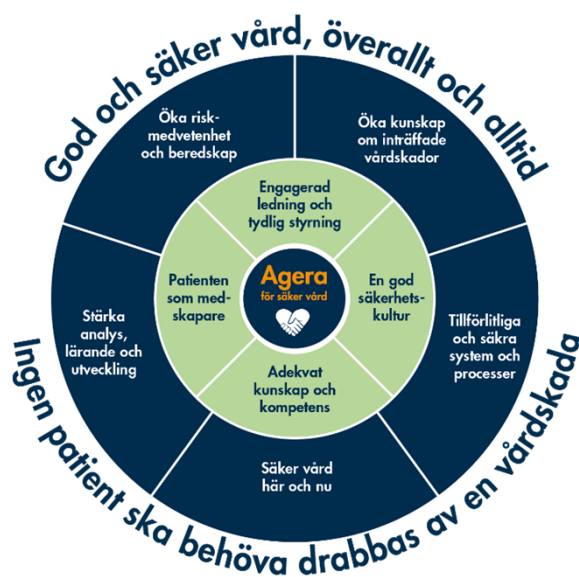 God och säker vård, överallt och alltid
Öka risk-
medvetenhet
och beredskap
Öka kunskap
om inträffade
vårdskador
Engagerad
ledning och
tydlig styrning
Patienten
som med-
skapare
Agera
för säker vård
En god
säkerhets-
kultur
Stärka
analys,
lärande och
utveckling
Tillförlitliga
och säkra
system och
processer
Adekvat
kunskap och
kompetens
Säker vård
här och nu
Ingen patient ska behöva drabbas av en vårdskada